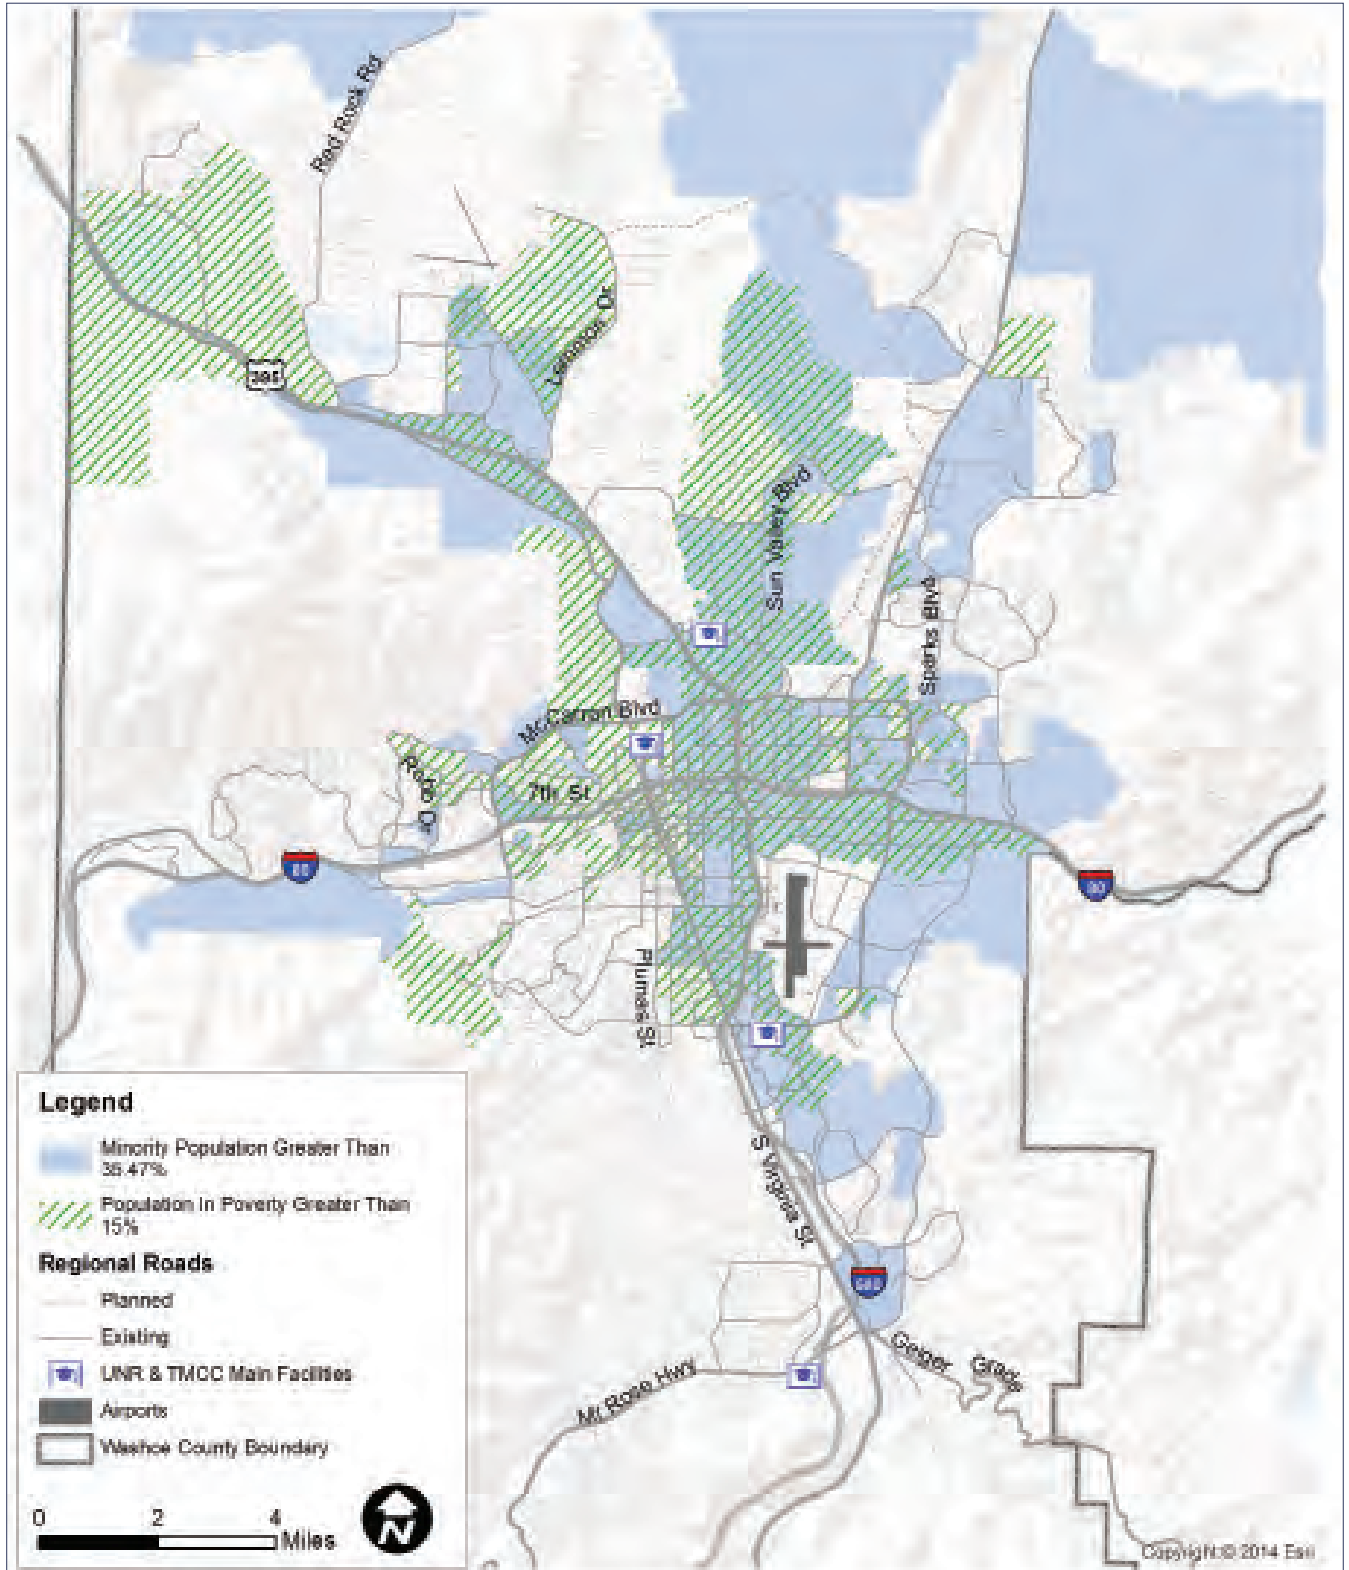 Red Rock Rd
Lemmon Dr
395
Sun Valley Blvd
Sparks Blvd
McCarran Blvd
Robb Dr
7th St
80
80
Plumas St
S Virginia St
580
Geiger Grade
Mt Rose Hwy
Legend
Minority Population Greater Than
35.47%
Population In Poverty Greater Than
15%
Regional Roads
Planned
Existing
UNR & TMCC Main Facilities
Airports
Washoe County Boundary
0 2 4
Miles
N
Copyright:© 2014 Esri